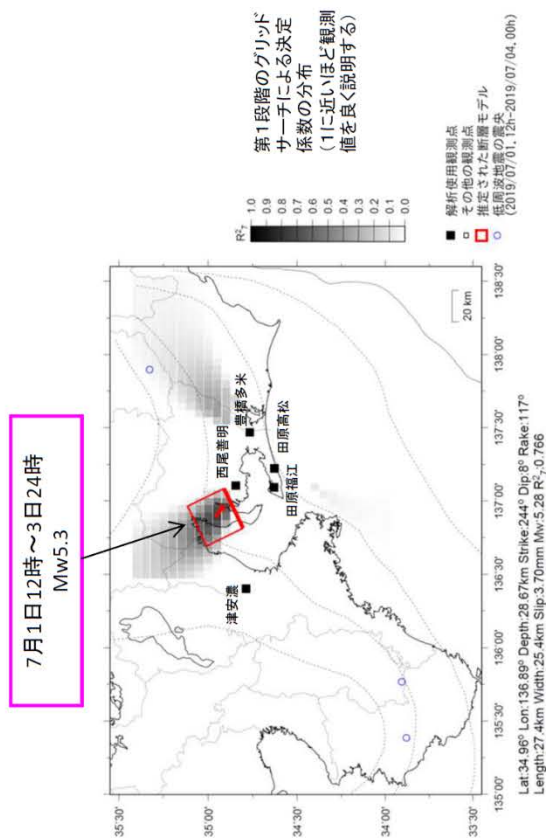 7月1日12時~3日24時
Mw5.3
第1段階のグリッド
サーチによる決定
係数の分布
(1に近いほど観測
値を良く説明する)
R²₇
1.0
0.9
0.8
0.7
0.6
0.5
0.4
0.3
0.2
0.1
0.0
解析使用観測点
その他の観測点
推定された断層モデル
低周波地震の震央
(2019/07/01, 12h-2019/07/04, 00h)
35°30'
35°00'
34°30'
34°00'
33°30'
津安濃
西尾善明
豊橋多米
田原高松
田原福江
20 km
135°00'
135°30'
136°00'
136°30'
137°00'
137°30'
138°00'
138°30'
Lat:34.96° Lon:136.89° Depth:28.67km Strike:244° Dip:8° Rake:117°
Length:27.4km Width:25.4km Slip:3.70mm Mw:5.28 R²₇:0.766